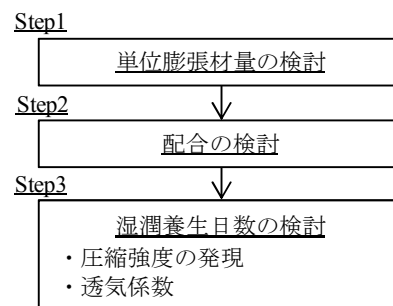 Step1
単位膨張材量の検討
Step2
配合の検討
Step3
湿潤養生日数の検討
・圧縮強度の発現
・透気係数